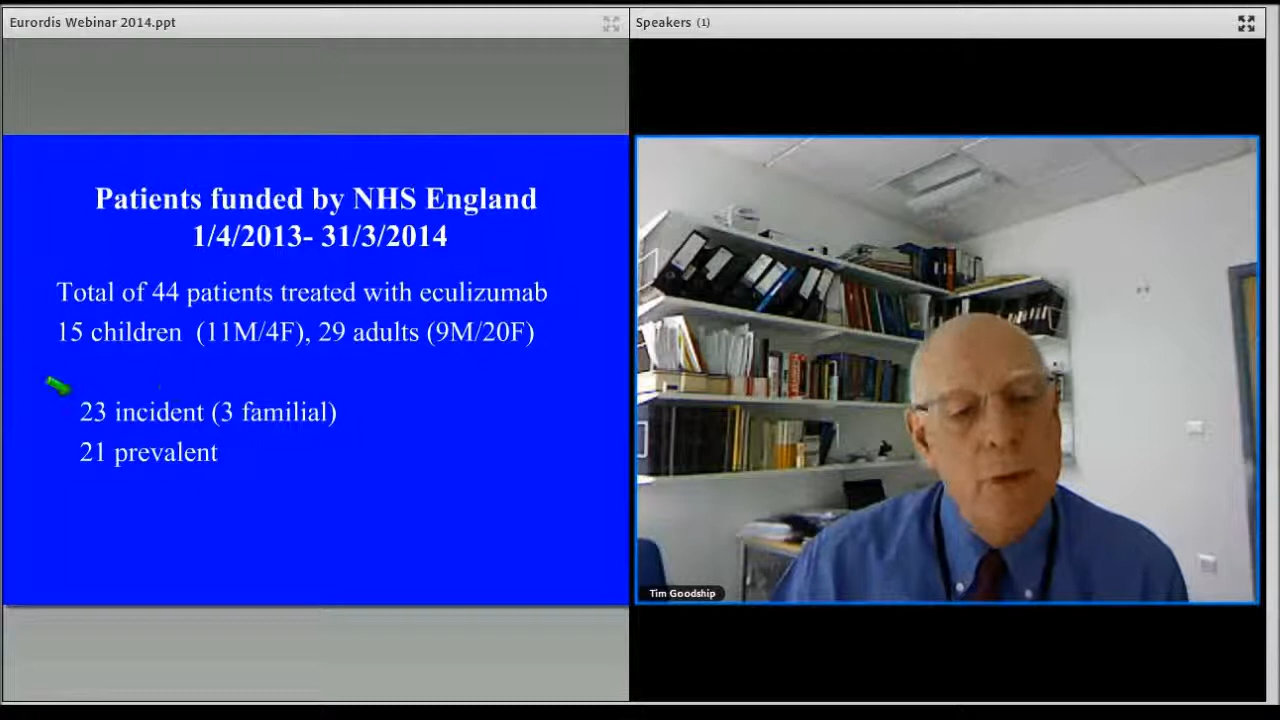 Eurordis Webinar 2014.ppt
Speakers (1)
Patients funded by NHS England
1/4/2013- 31/3/2014
Total of 44 patients treated with eculizumab
15 children (11M/4F), 29 adults (9M/20F)
23 incident (3 familial)
21 prevalent
Tim Goodship